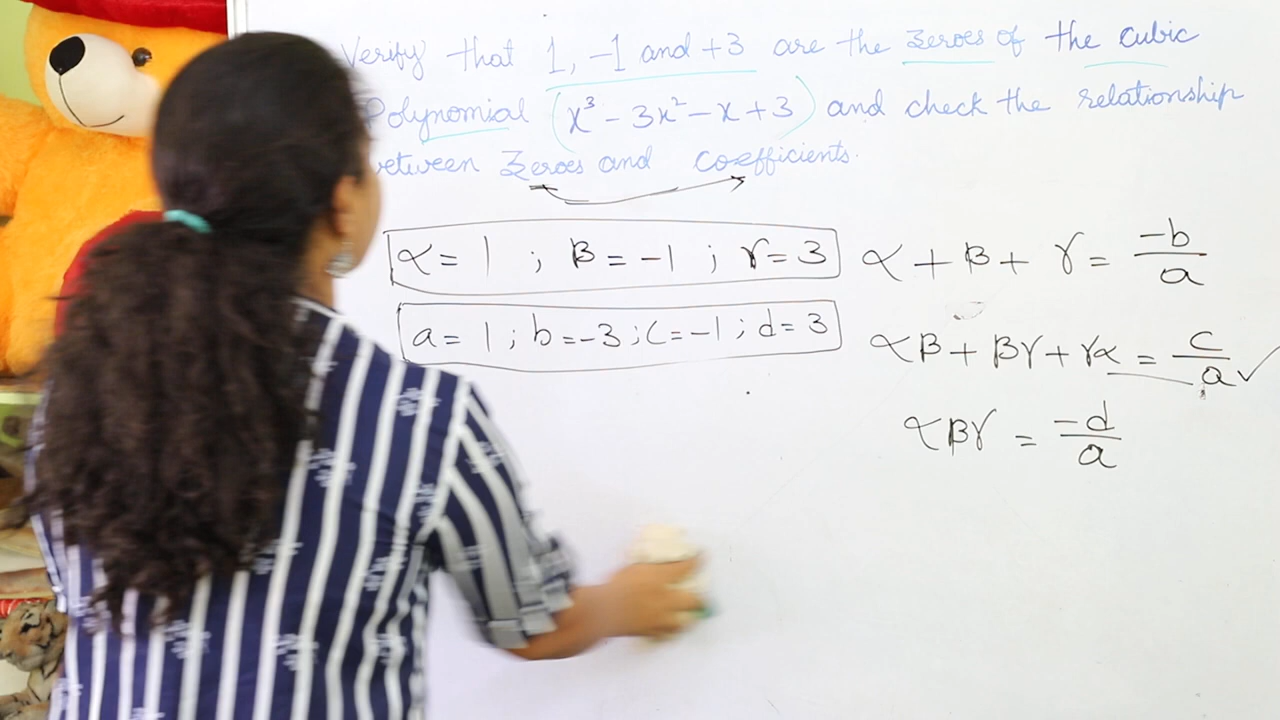 Verify that 1, -1 and +3 are the zeroes of the cubic
Polynomial (x³ - 3x² - x + 3) and check the relationship
between zeroes and coefficients.
α = 1 ; β = -1 ; γ = 3
α + β + γ = -b/a
a = 1 ; b = -3 ; c = -1 ; d = 3
αβ + βγ + γα = c/a ✓
αβγ = -d/a